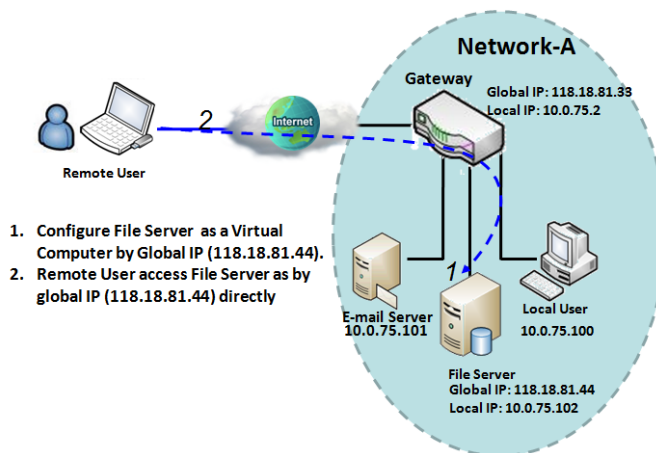 Network-A
Gateway
Global IP: 118.18.81.33
Local IP: 10.0.75.2
2
Internet
Remote User
1. Configure File Server as a Virtual
Computer by Global IP (118.18.81.44).
2. Remote User access File Server as by
global IP (118.18.81.44) directly
1
E-mail Server
10.0.75.101
Local User
10.0.75.100
File Server
Global IP: 118.18.81.44
Local IP: 10.0.75.102